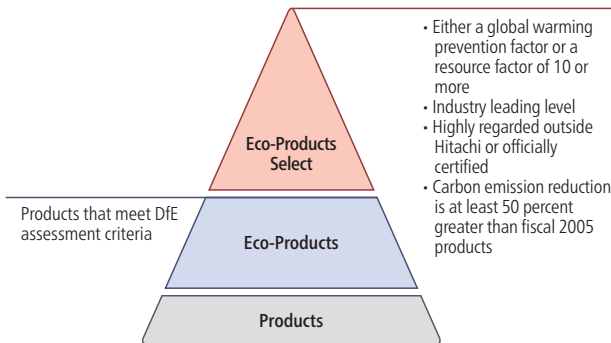 • Either a global warming
prevention factor or a
resource factor of 10 or
more
• Industry leading level
• Highly regarded outside
Hitachi or officially
certified
• Carbon emission reduction
is at least 50 percent
greater than fiscal 2005
products
Eco-Products
Select
Products that meet DfE
assessment criteria
Eco-Products
Products